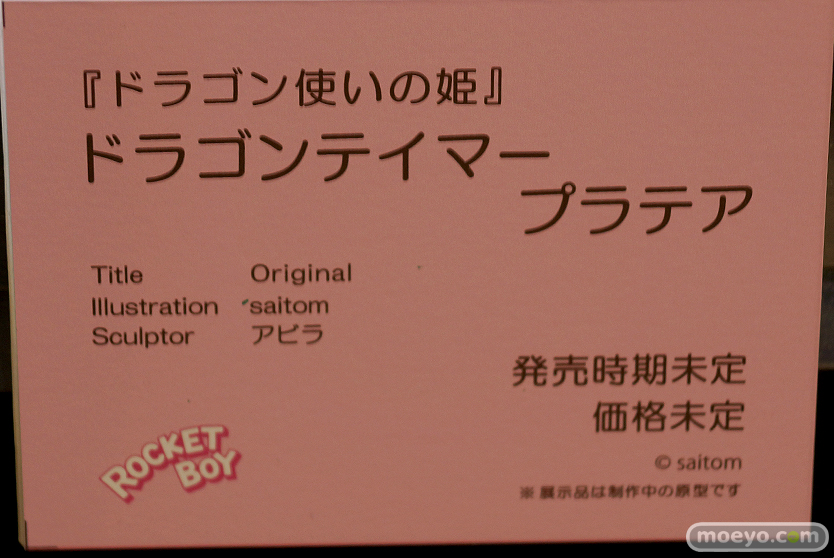 『ドラゴン使いの姫』
ドラゴンテイマー
プラテア
Title Original
Illustration saitom
Sculptor アビラ
発売時期未定
価格未定
© saitom
※展示品は制作中の原型です
ROCKET BOY
moeyo.com